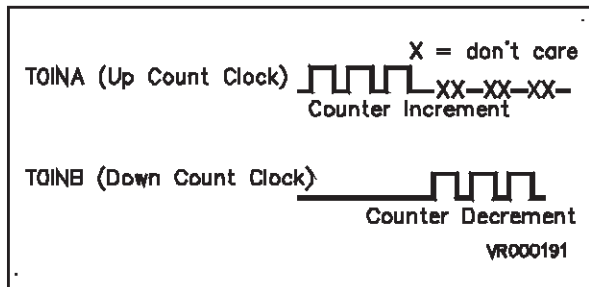 X = don't care
T0INA (Up Count Clock)
XX-XX-XX-
Counter Increment
T0INB (Down Count Clock)
Counter Decrement
VR000191